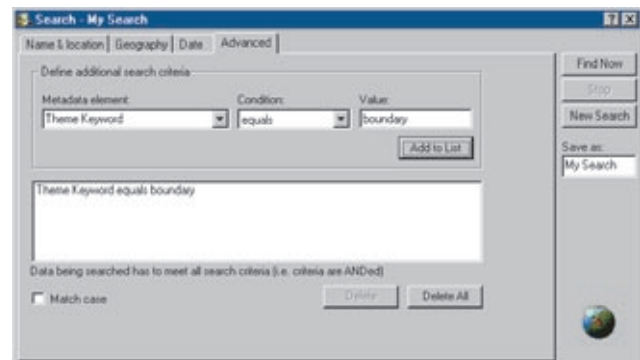 Search - My Search
Name & location Geography Date Advanced
Define additional search criteria
Metadata element: Condition: Value:
Theme Keyword equals boundary
Add to List
Theme Keyword equals boundary
Data being searched has to meet all search criteria (i.e. criteria are ANDed)
Match case Delete Delete All
Find Now
Stop
New Search
Save as:
My Search